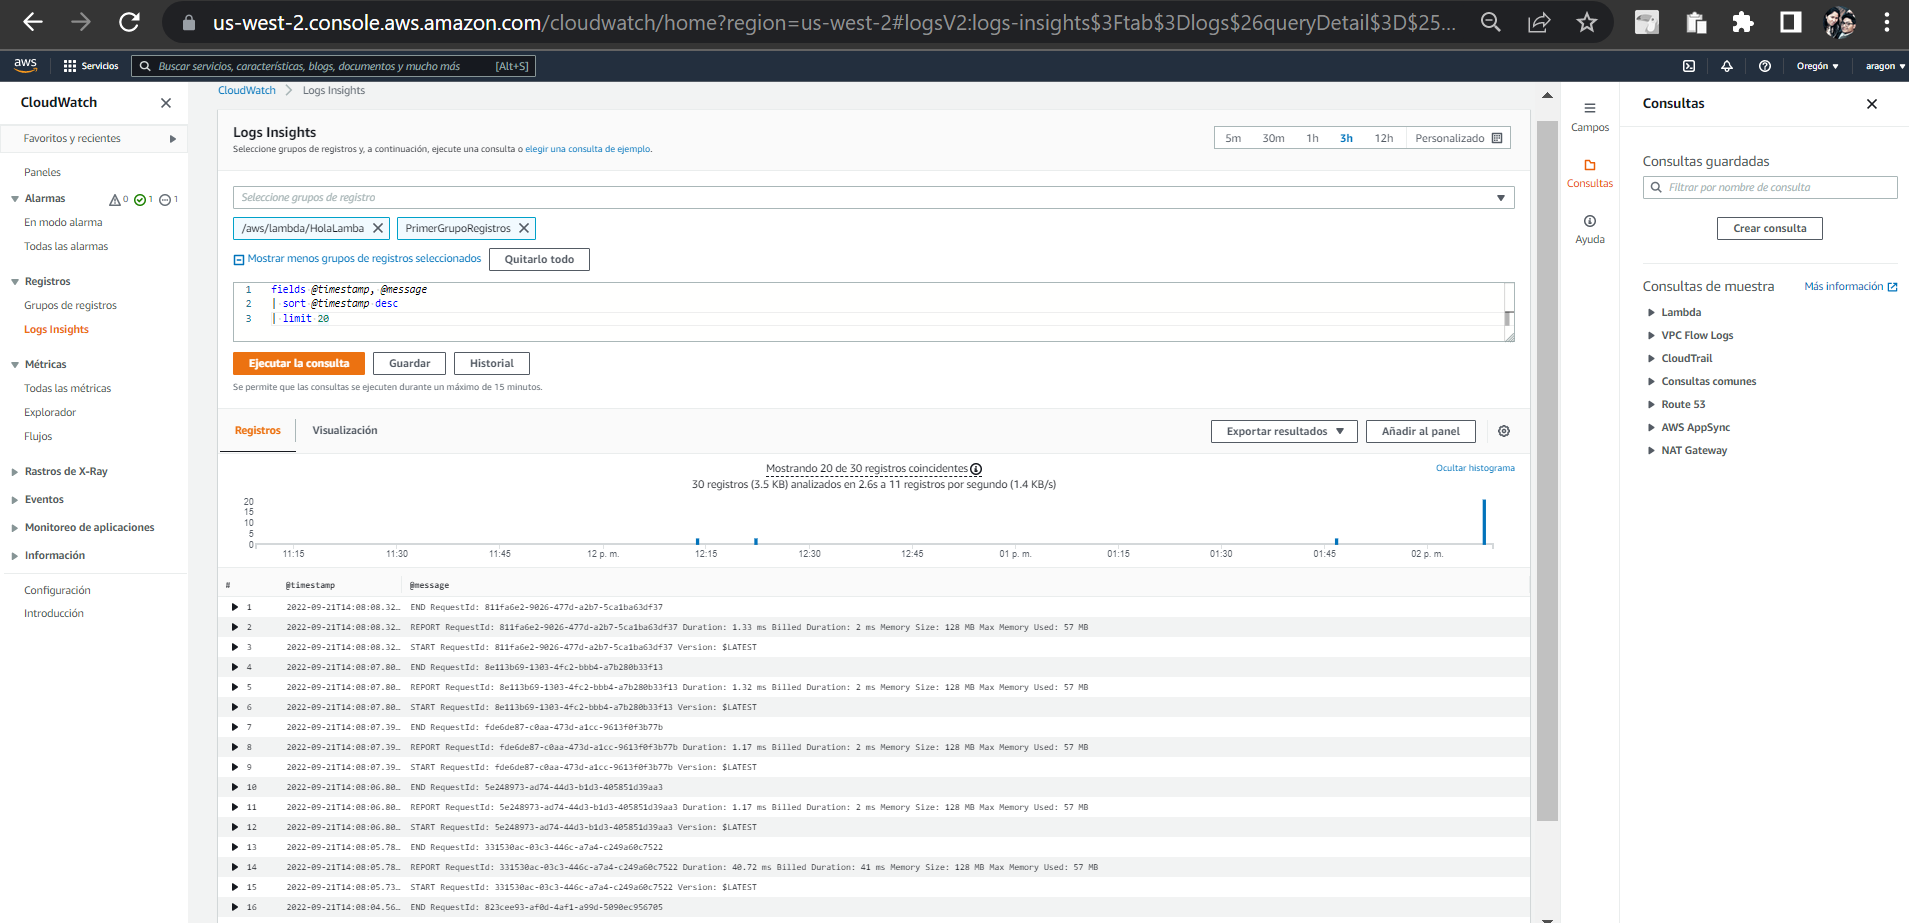 us-west-2.console.aws.amazon.com/cloudwatch/home?region=us-west-2#logsV2:logs-insights$3Ftab$3Dlogs$26queryDetail$3D$25...
aws Servicios Buscar servicios, características, blogs, documentos y mucho más [Alt+S] Oregón aragon
CloudWatch
Favoritos y recientes
Paneles
Alarmas 0 1 1
En modo alarma
Todas las alarmas
Registros
Grupos de registros
Logs Insights
Métricas
Todas las métricas
Explorador
Flujos
Rastros de X-Ray
Eventos
Monitoreo de aplicaciones
Información
Configuración
Introducción
CloudWatch Logs Insights
Logs Insights
Seleccione grupos de registros y, a continuación, ejecute una consulta o elegir una consulta de ejemplo.
5m 30m 1h 3h 12h Personalizado
Seleccione grupos de registro
/aws/lambda/HolaLamba PrimerGrupoRegistros
Mostrar menos grupos de registros seleccionados Quitarlo todo
1 fields @timestamp, @message
2 | sort @timestamp desc
3 | limit 20
Ejecutar la consulta Guardar Historial
Se permite que las consultas se ejecuten durante un máximo de 15 minutos.
Registros Visualización Exportar resultados Añadir al panel
Mostrando 20 de 30 registros coincidentes Ocultar histograma
30 registros (3.5 KB) analizados en 2.6s a 11 registros por segundo (1.4 KB/s)
20
15
10
5
0
11:15 11:30 11:45 12 p. m. 12:15 12:30 12:45 01 p. m. 01:15 01:30 01:45 02 p. m.
# @timestamp @message
1 2022-09-21T14:08:08.32... END RequestId: 811fa6e2-9026-477d-a2b7-5ca1ba63df37
2 2022-09-21T14:08:08.32... REPORT RequestId: 811fa6e2-9026-477d-a2b7-5ca1ba63df37 Duration: 1.33 ms Billed Duration: 2 ms Memory Size: 128 MB Max Memory Used: 57 MB
3 2022-09-21T14:08:08.32... START RequestId: 811fa6e2-9026-477d-a2b7-5ca1ba63df37 Version: $LATEST
4 2022-09-21T14:08:07.80... END RequestId: 8e113b69-1303-4fc2-bbb4-a7b280b33f13
5 2022-09-21T14:08:07.80... REPORT RequestId: 8e113b69-1303-4fc2-bbb4-a7b280b33f13 Duration: 1.32 ms Billed Duration: 2 ms Memory Size: 128 MB Max Memory Used: 57 MB
6 2022-09-21T14:08:07.80... START RequestId: 8e113b69-1303-4fc2-bbb4-a7b280b33f13 Version: $LATEST
7 2022-09-21T14:08:07.39... END RequestId: fde6de87-c0aa-473d-a1cc-9613f0f3b77b
8 2022-09-21T14:08:07.39... REPORT RequestId: fde6de87-c0aa-473d-a1cc-9613f0f3b77b Duration: 1.17 ms Billed Duration: 2 ms Memory Size: 128 MB Max Memory Used: 57 MB
9 2022-09-21T14:08:07.39... START RequestId: fde6de87-c0aa-473d-a1cc-9613f0f3b77b Version: $LATEST
10 2022-09-21T14:08:06.80... END RequestId: 5e248973-ad74-44d3-b1d3-405851d39aa3
11 2022-09-21T14:08:06.80... REPORT RequestId: 5e248973-ad74-44d3-b1d3-405851d39aa3 Duration: 1.17 ms Billed Duration: 2 ms Memory Size: 128 MB Max Memory Used: 57 MB
12 2022-09-21T14:08:06.80... START RequestId: 5e248973-ad74-44d3-b1d3-405851d39aa3 Version: $LATEST
13 2022-09-21T14:08:05.78... END RequestId: 331530ac-03c3-446c-a7a4-c249a60c7522
14 2022-09-21T14:08:05.78... REPORT RequestId: 331530ac-03c3-446c-a7a4-c249a60c7522 Duration: 40.72 ms Billed Duration: 41 ms Memory Size: 128 MB Max Memory Used: 57 MB
15 2022-09-21T14:08:05.73... START RequestId: 331530ac-03c3-446c-a7a4-c249a60c7522 Version: $LATEST
16 2022-09-21T14:08:04.56... END RequestId: 823cee93-af0d-4af1-a99d-5090ec956705
Campos
Consultas
Ayuda
Consultas
Consultas guardadas
Filtrar por nombre de consulta
Crear consulta
Consultas de muestra Más información
Lambda
VPC Flow Logs
CloudTrail
Consultas comunes
Route 53
AWS AppSync
NAT Gateway